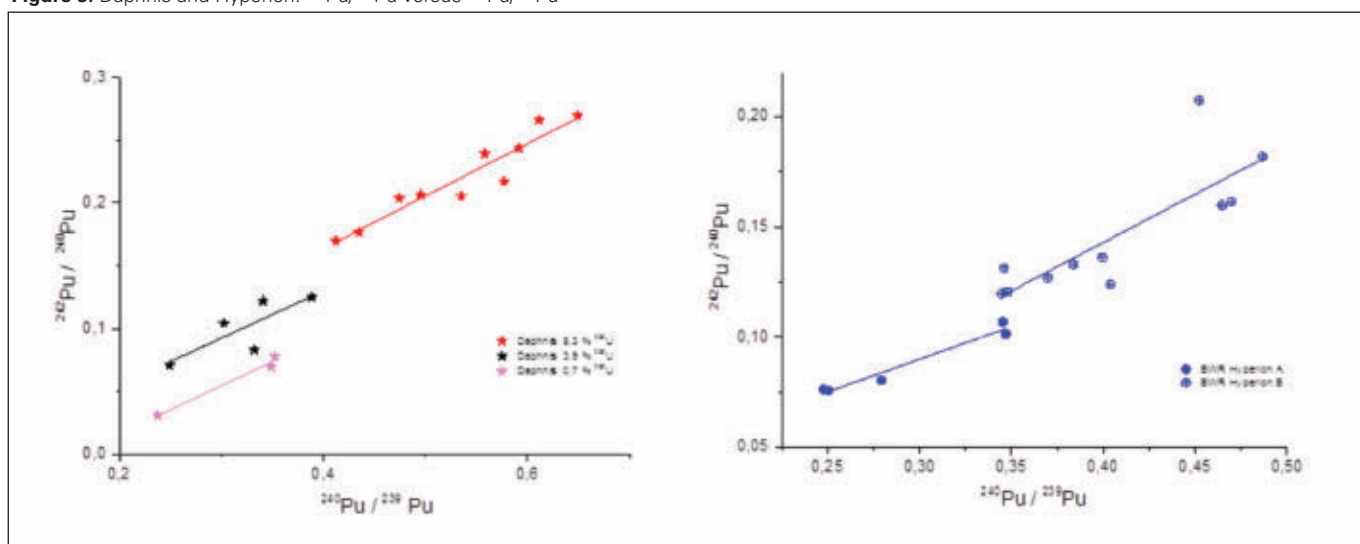 Daphnis and Hyperion:
0,3
0,2
0,1
0,0
0,2
0,4
0,6
²⁴²Pu / ²⁴⁰Pu
²⁴⁰Pu / ²³⁹ Pu
Daphnis
Daphnis
Daphnis 0,7 %
0,20
0,15
0,10
0,05
0,25
0,30
0,35
0,40
0,45
0,50
²⁴²Pu / ²⁴⁰Pu
²⁴⁰Pu / ²³⁹Pu
BWR Hyperion A
BWR Hyperion B